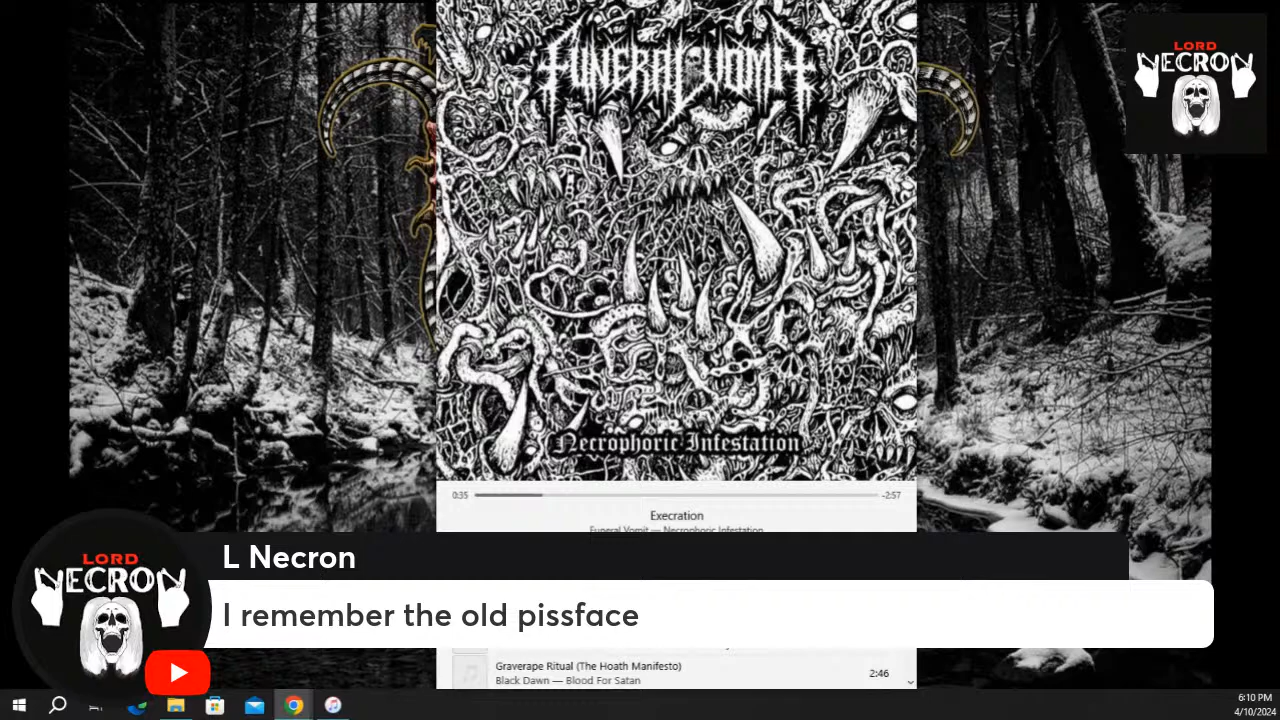 FUNERAL VOMIT
LORD
NECRON
Necrophoric Infestation
0:35
-2:57
Execration
Funeral Vomit — Necrophoric Infestation
L Necron
LORD
NECRON
I remember the old pissface
Graverape Ritual (The Hoath Manifesto)
Black Dawn — Blood For Satan
2:46
6:10 PM
4/10/2024